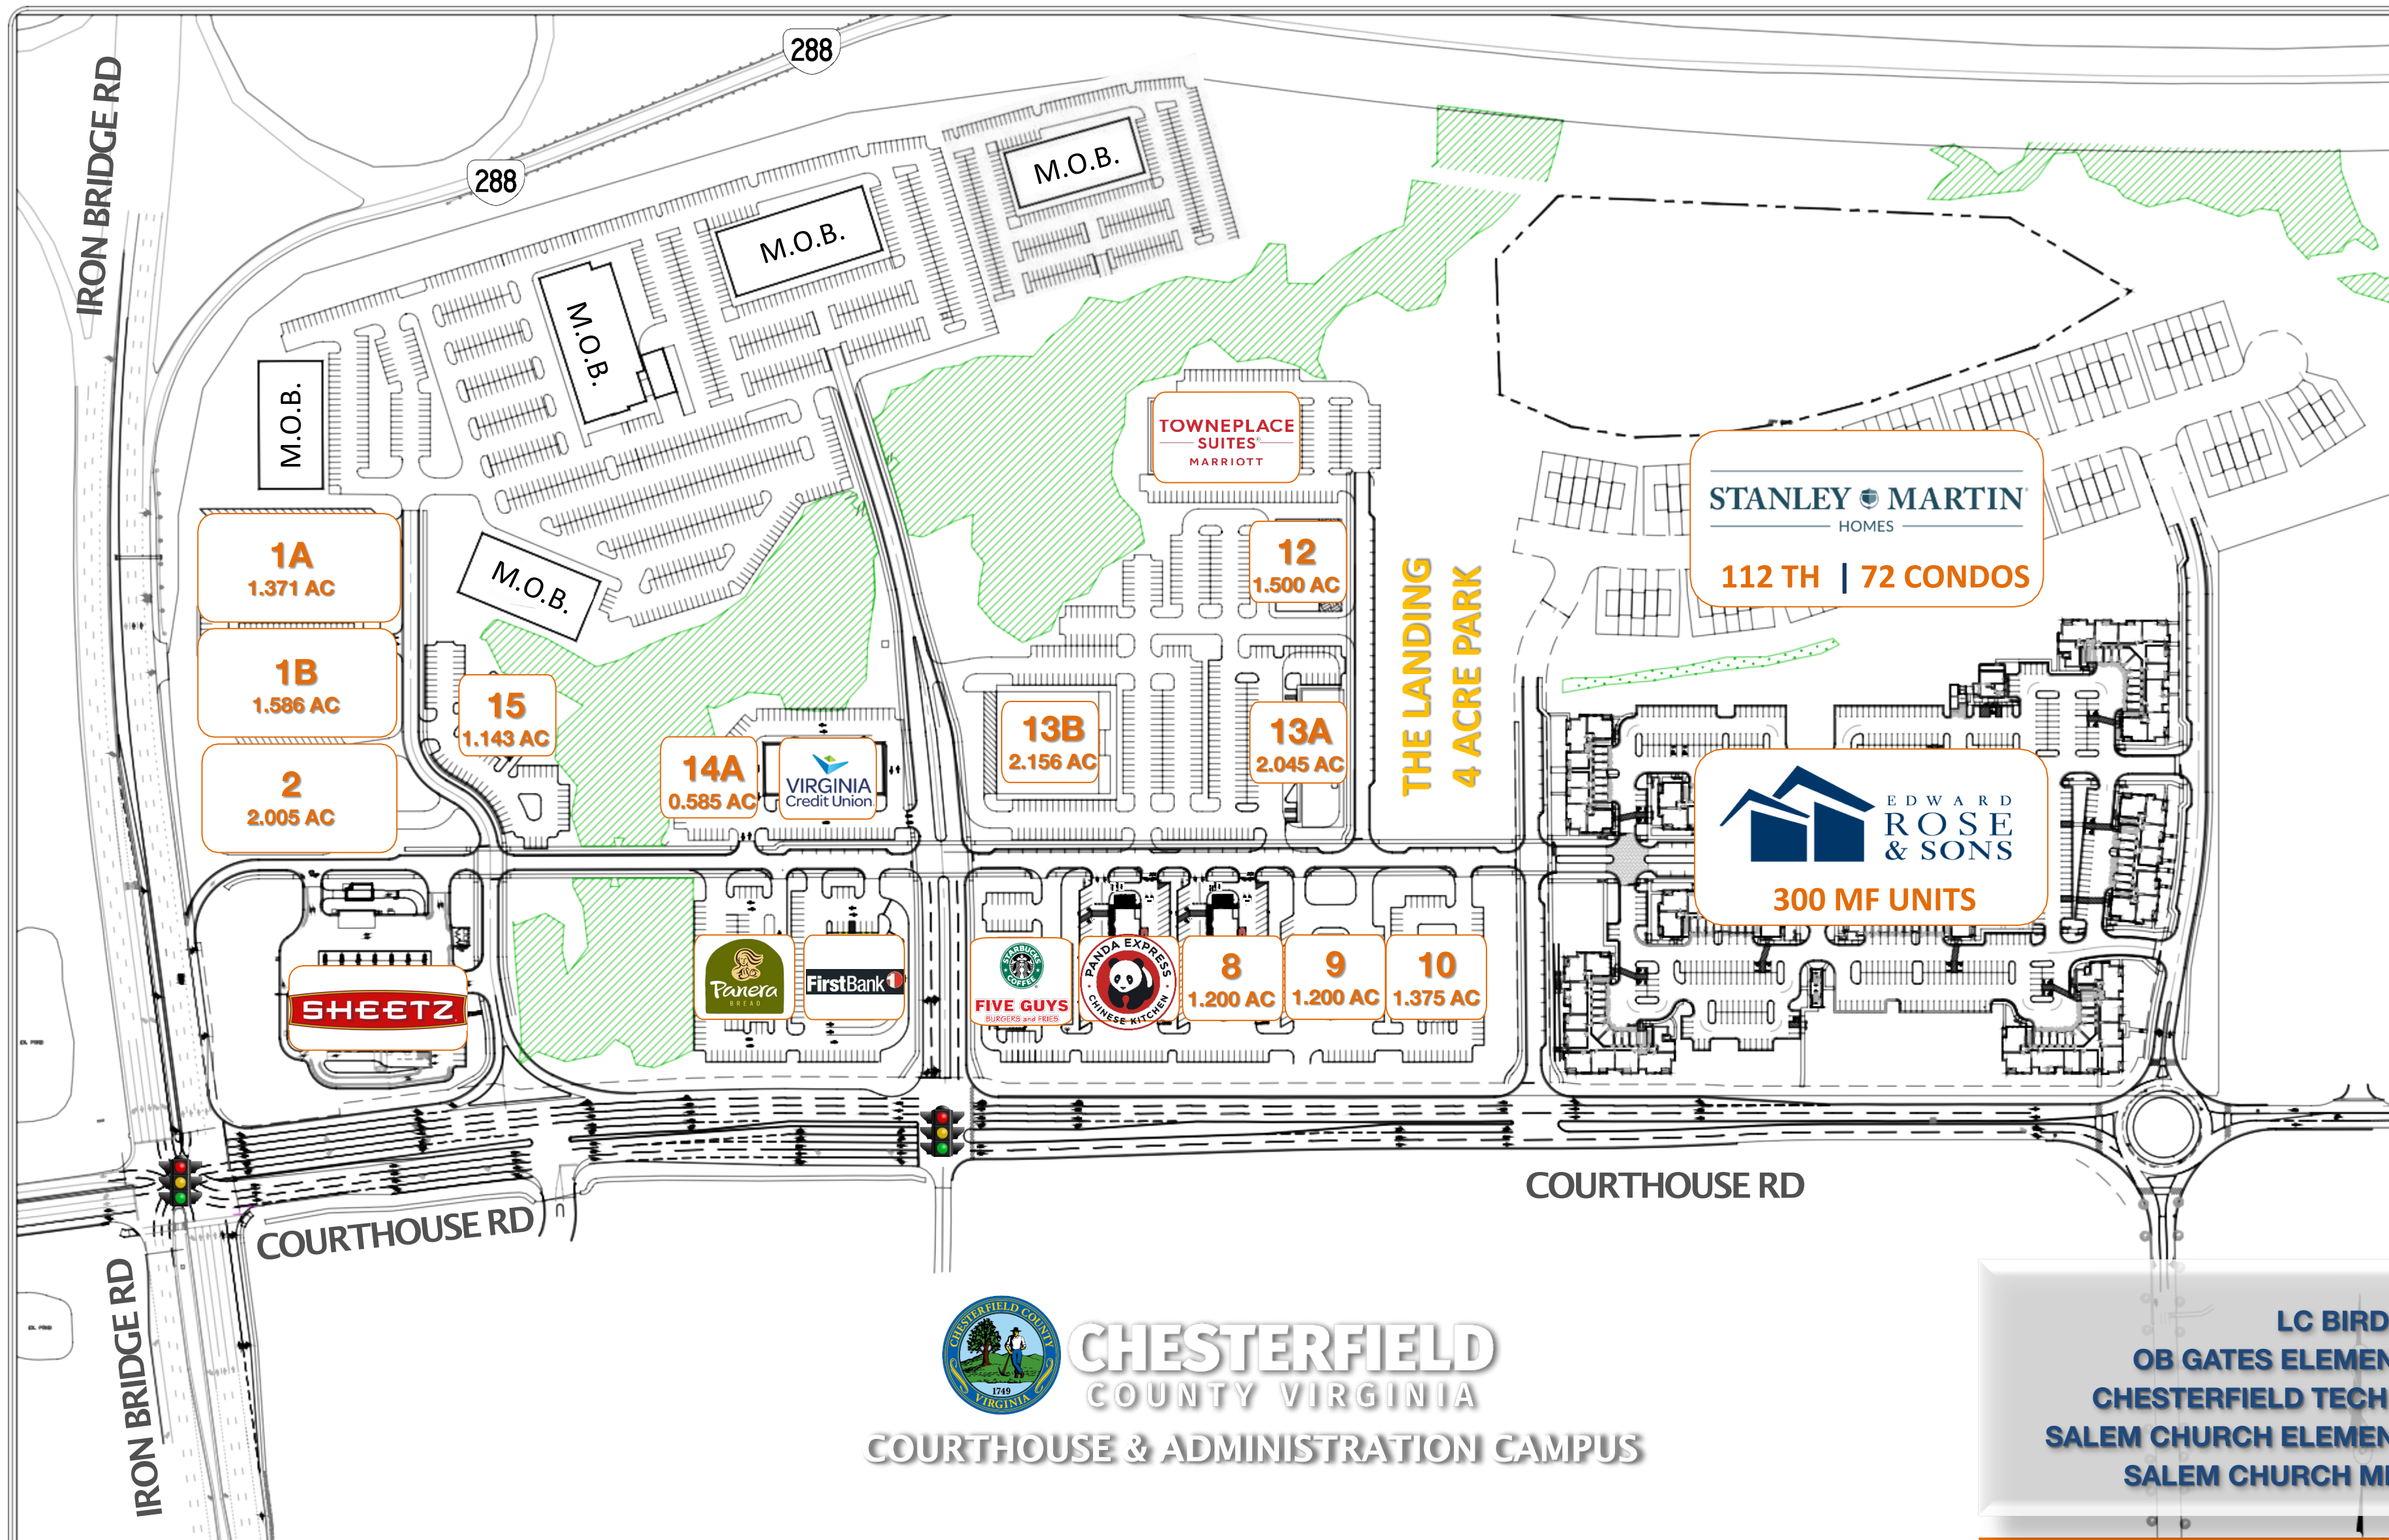 288
288
IRON BRIDGE RD
M.O.B.
M.O.B.
M.O.B.
M.O.B.
M.O.B.
TOWNEPLACE
SUITES®
MARRIOTT
STANLEY MARTIN
HOMES
112 TH | 72 CONDOS
1A
1.371 AC
1B
1.586 AC
2
2.005 AC
15
1.143 AC
14A
0.585 AC
VIRGINIA
Credit Union
12
1.500 AC
13B
2.156 AC
13A
2.045 AC
THE LANDING
4 ACRE PARK
EDWARD
ROSE
& SONS
300 MF UNITS
SHEETZ
Panera
BREAD
FirstBank 1
STARBUCKS
COFFEE
FIVE GUYS
BURGERS and FRIES
PANDA EXPRESS
CHINESE KITCHEN
8
1.200 AC
9
1.200 AC
10
1.375 AC
COURTHOUSE RD
COURTHOUSE RD
IRON BRIDGE RD
CHESTERFIELD COUNTY
1749
VIRGINIA
CHESTERFIELD
COUNTY VIRGINIA
COURTHOUSE & ADMINISTRATION CAMPUS
LC BIRD
OB GATES ELEMEN
CHESTERFIELD TECH
SALEM CHURCH ELEMEN
SALEM CHURCH MI